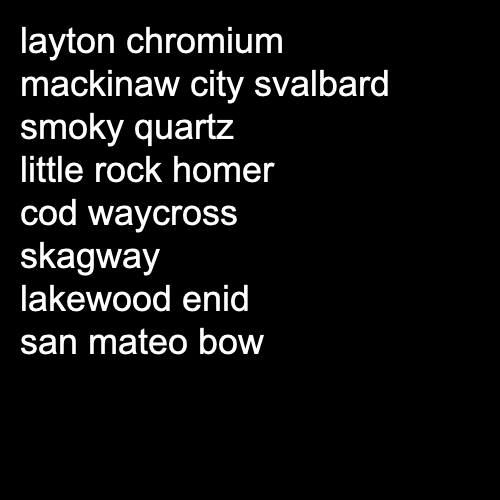 layton chromium
mackinaw city svalbard
smoky quartz
little rock homer
cod waycross
skagway
lakewood enid
san mateo bow